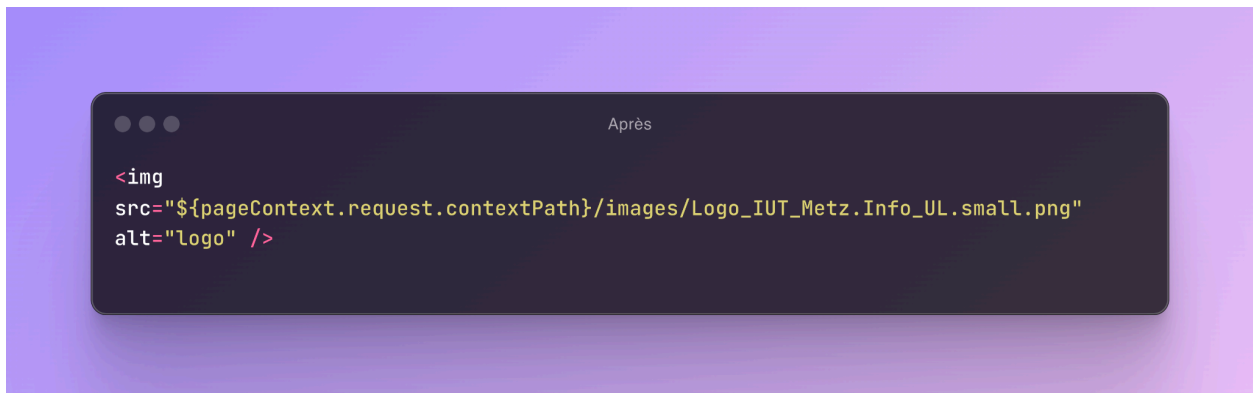 Après
<img
src="${pageContext.request.contextPath}/images/Logo_IUT_Metz.Info_UL.small.png"
alt="logo" />